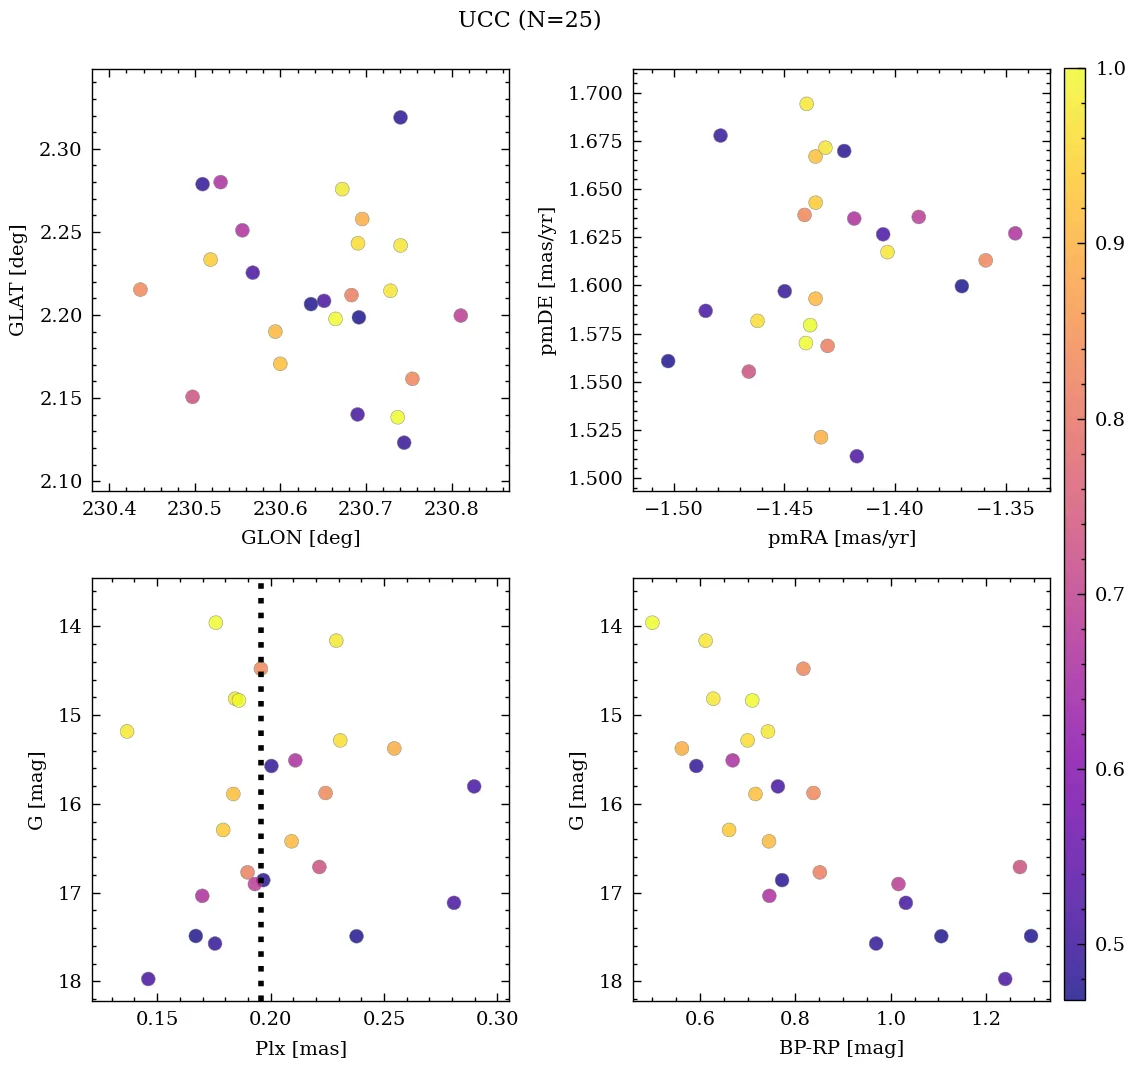 UCC (N=25)
GLAT [deg]
2.30
2.25
2.20
2.15
2.10
230.4 230.5 230.6 230.7 230.8
GLON [deg]
pmDE [mas/yr]
1.700
1.675
1.650
1.625
1.600
1.575
1.550
1.525
1.500
−1.50 −1.45 −1.40 −1.35
pmRA [mas/yr]
G [mag]
14
15
16
17
18
0.15 0.20 0.25 0.30
Plx [mas]
G [mag]
14
15
16
17
18
0.6 0.8 1.0 1.2
BP-RP [mag]
1.0
0.9
0.8
0.7
0.6
0.5